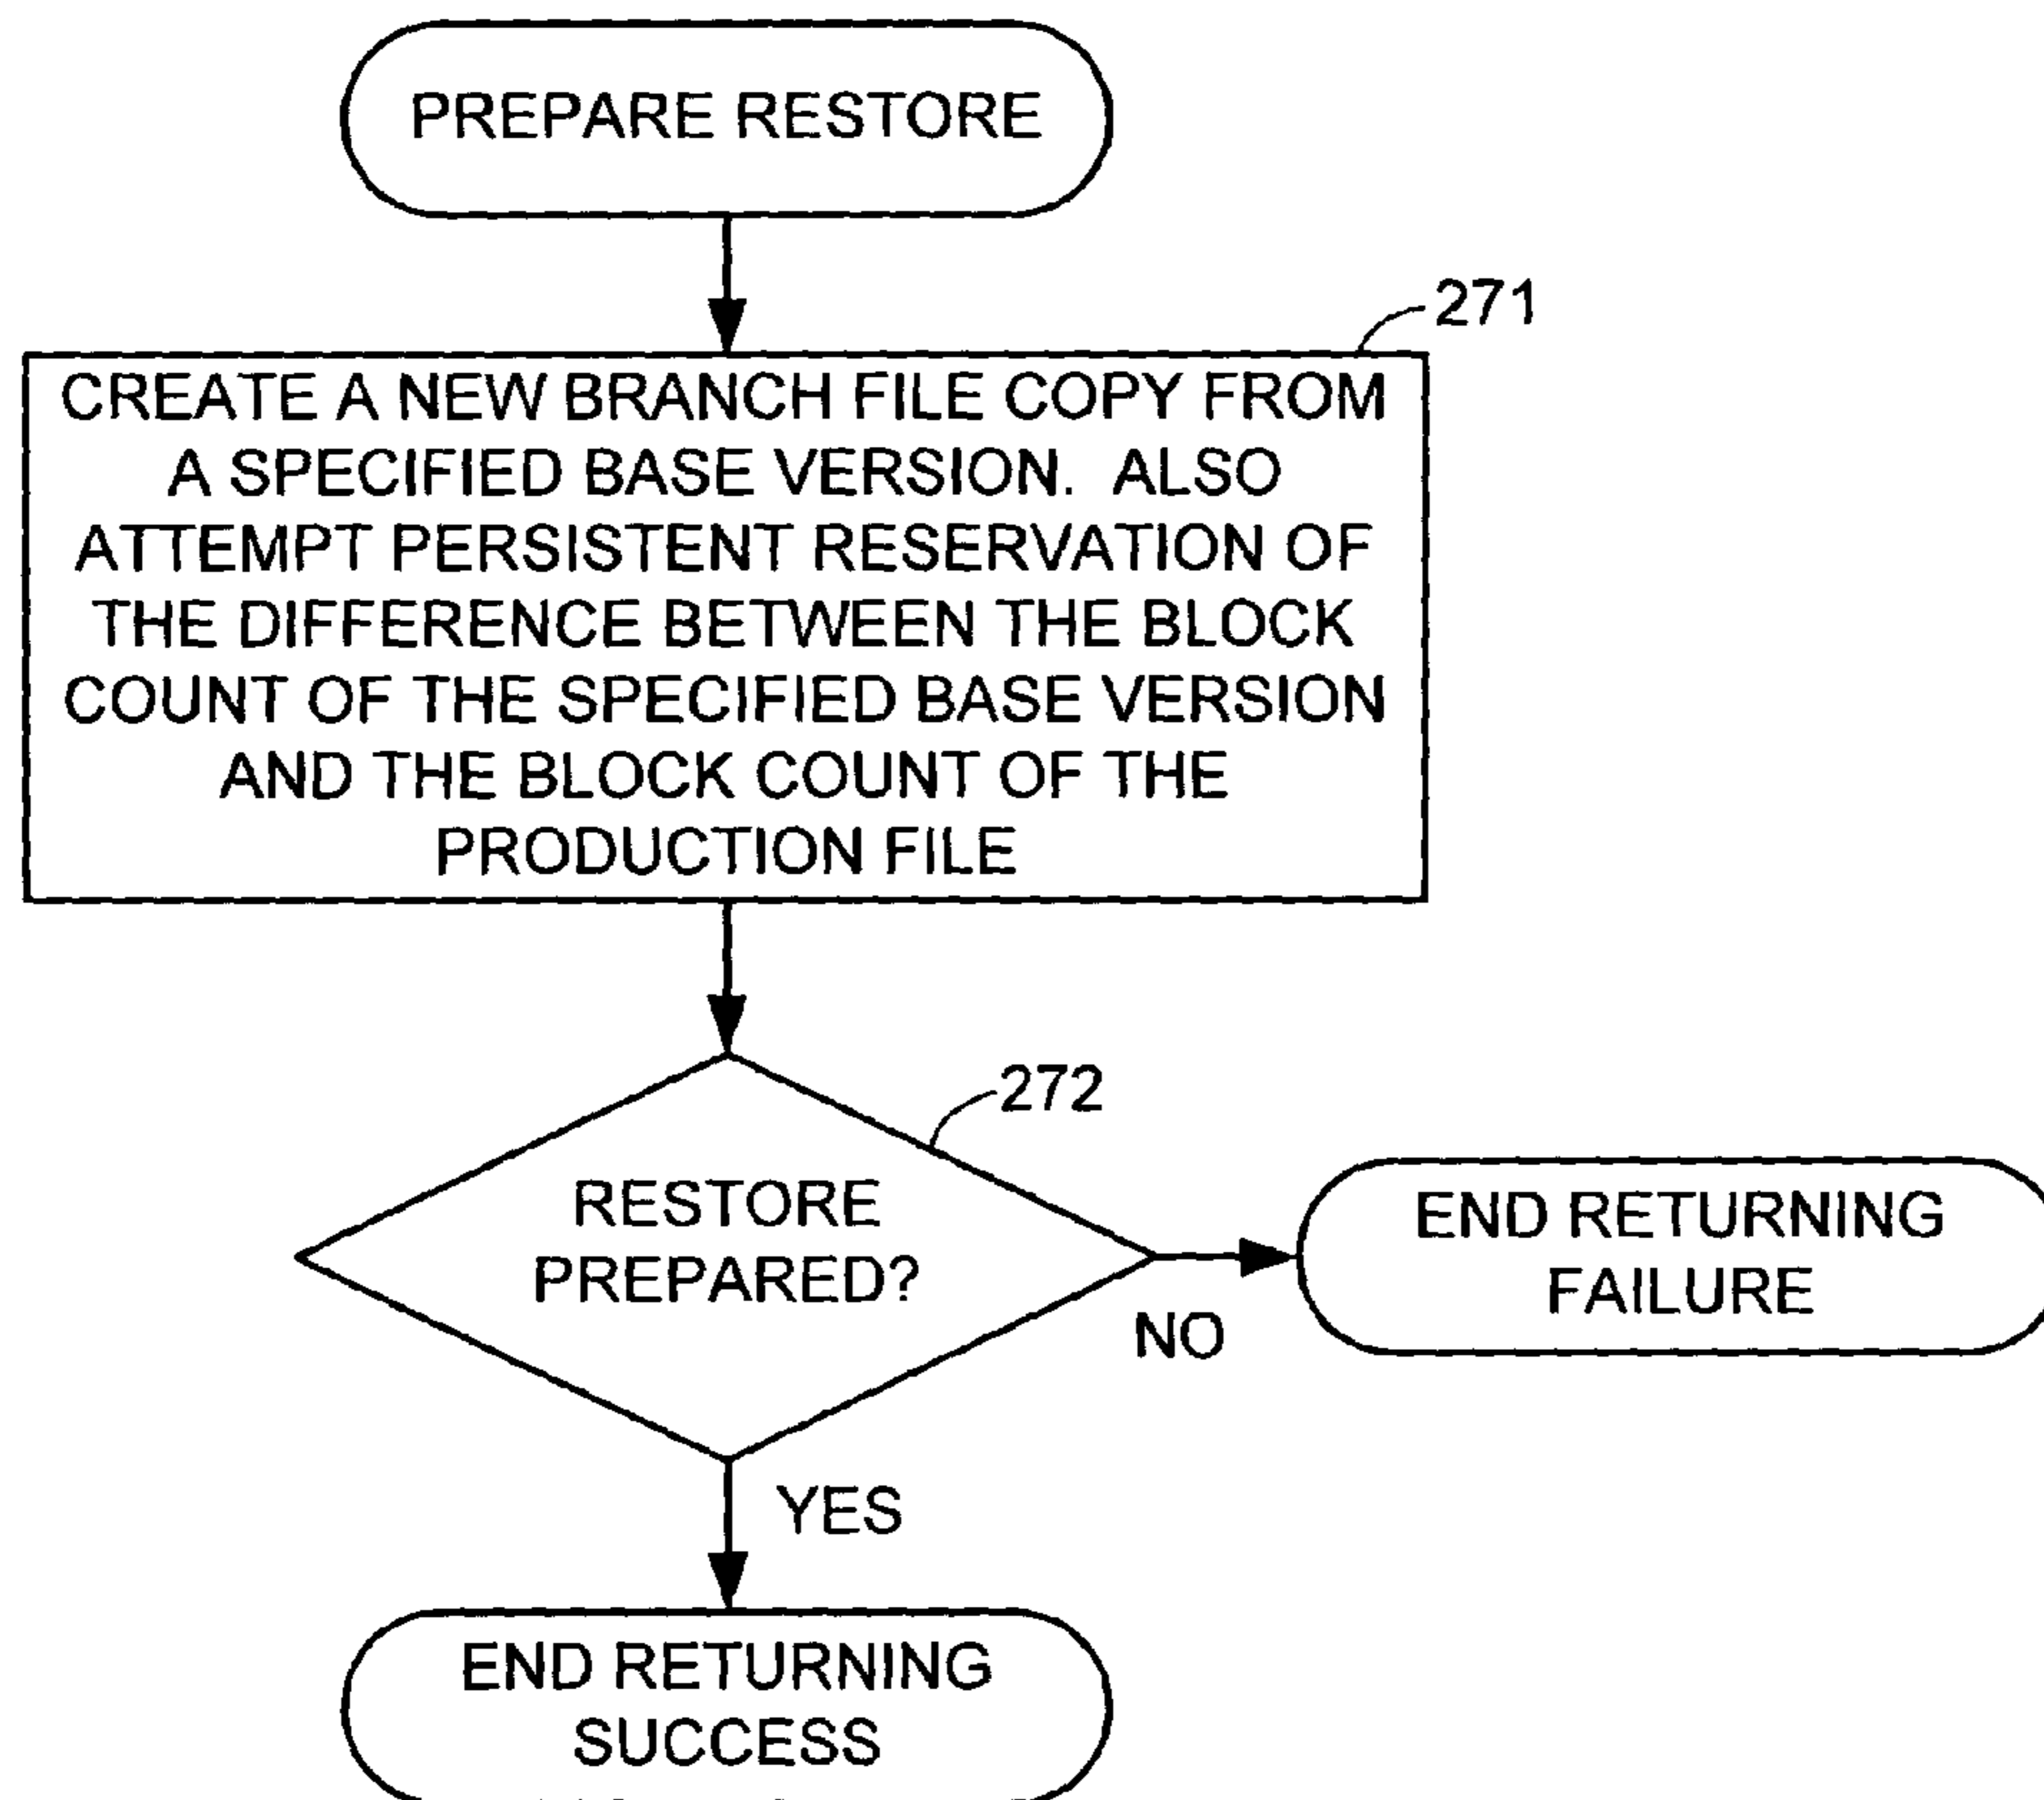 PREPARE RESTORE
271
CREATE A NEW BRANCH FILE COPY FROM
A SPECIFIED BASE VERSION. ALSO
ATTEMPT PERSISTENT RESERVATION OF
THE DIFFERENCE BETWEEN THE BLOCK
COUNT OF THE SPECIFIED BASE VERSION
AND THE BLOCK COUNT OF THE
PRODUCTION FILE
272
RESTORE
PREPARED?
NO
END RETURNING
FAILURE
YES
END RETURNING
SUCCESS